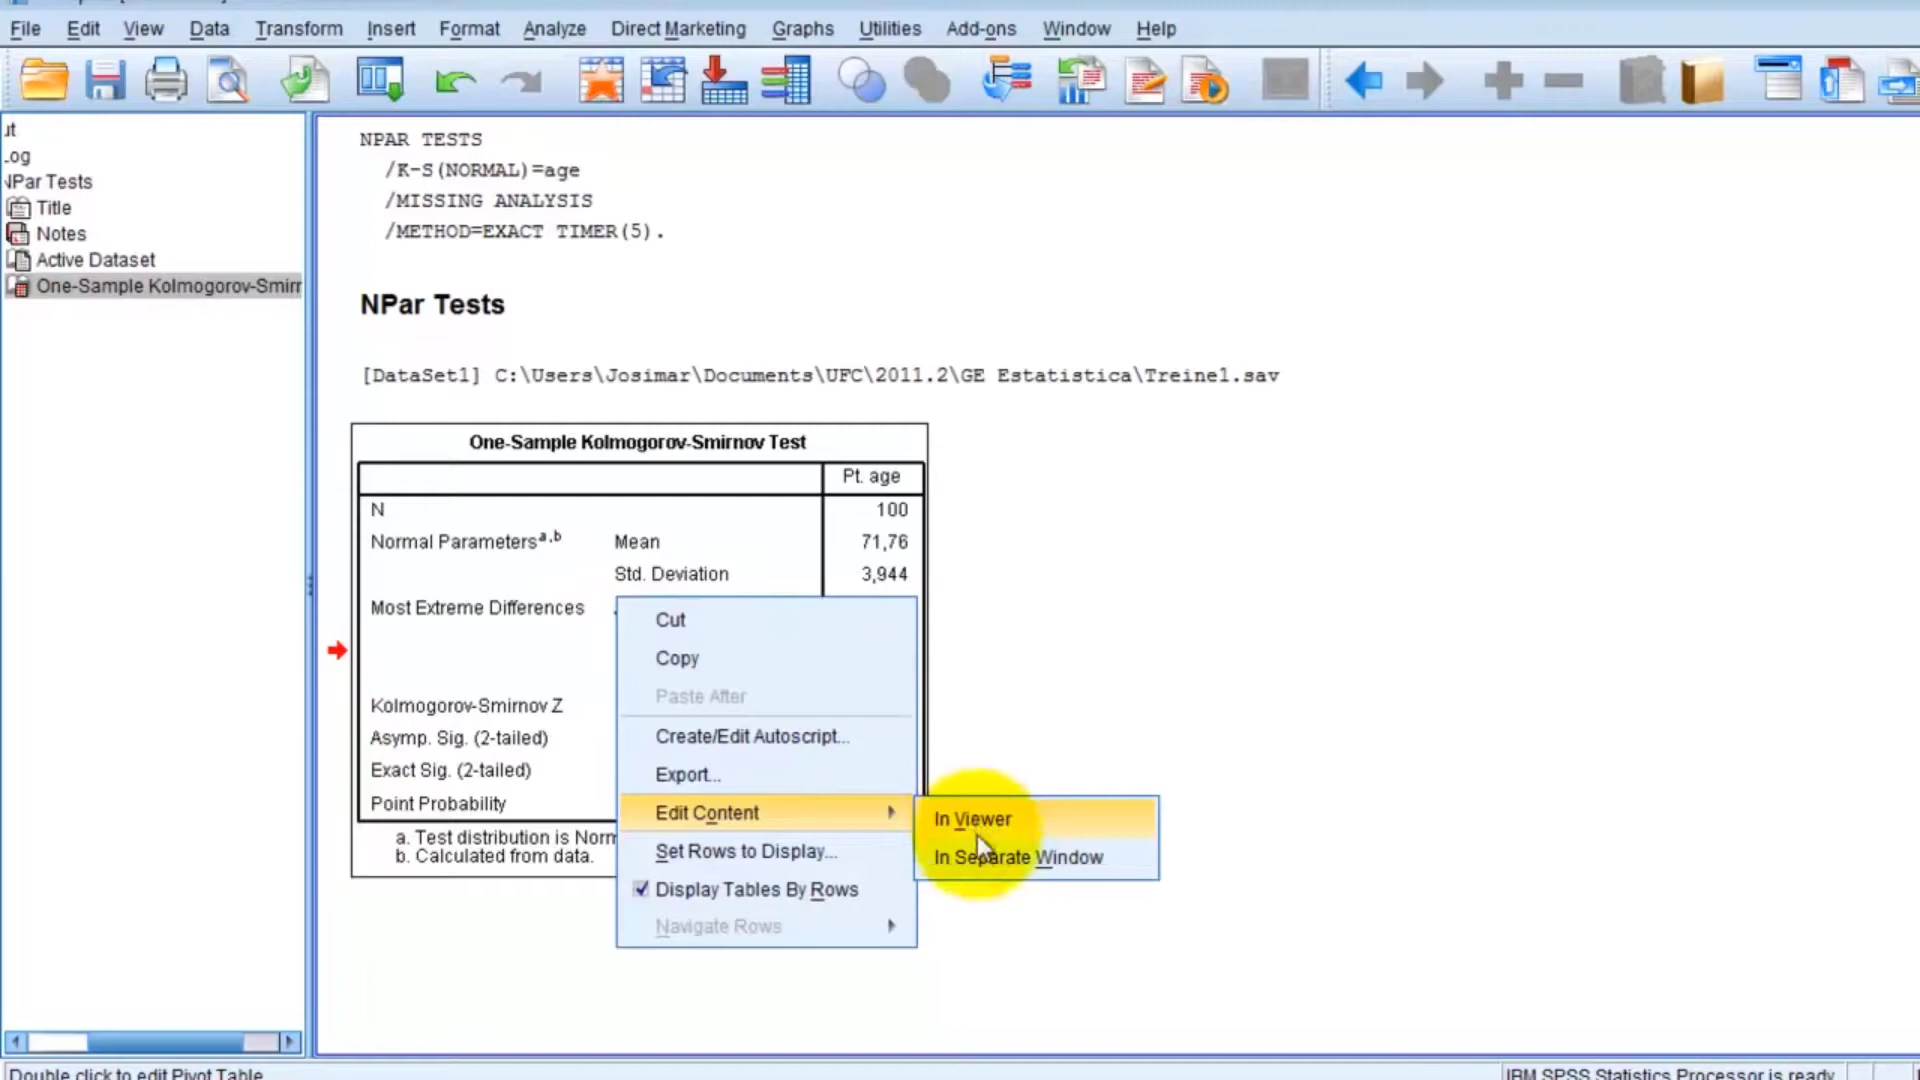 File Edit View Data Transform Insert Format Analyze Direct Marketing Graphs Utilities Add-ons Window Help
NPar Tests
Title
Notes
Active Dataset
One-Sample Kolmogorov-Smirn
NPAR TESTS
/K-S(NORMAL)=age
/MISSING ANALYSIS
/METHOD=EXACT TIMER(5).
NPar Tests
[DataSet1] C:\Users\Josimar\Documents\UFC\2011.2\GE Estatistica\Treine1.sav
One-Sample Kolmogorov-Smirnov Test
Pt. age
N 100
Normal Parametersa,b Mean 71,76
Std. Deviation 3,944
Most Extreme Differences
Kolmogorov-Smirnov Z
Asymp. Sig. (2-tailed)
Exact Sig. (2-tailed)
Point Probability
a. Test distribution is Norm
b. Calculated from data.
Cut
Copy
Paste After
Create/Edit Autoscript...
Export...
Edit Content
Set Rows to Display...
Display Tables By Rows
Navigate Rows
In Viewer
In Separate Window
Double click to edit Pivot Table
IBM SPSS Statistics Processor is ready